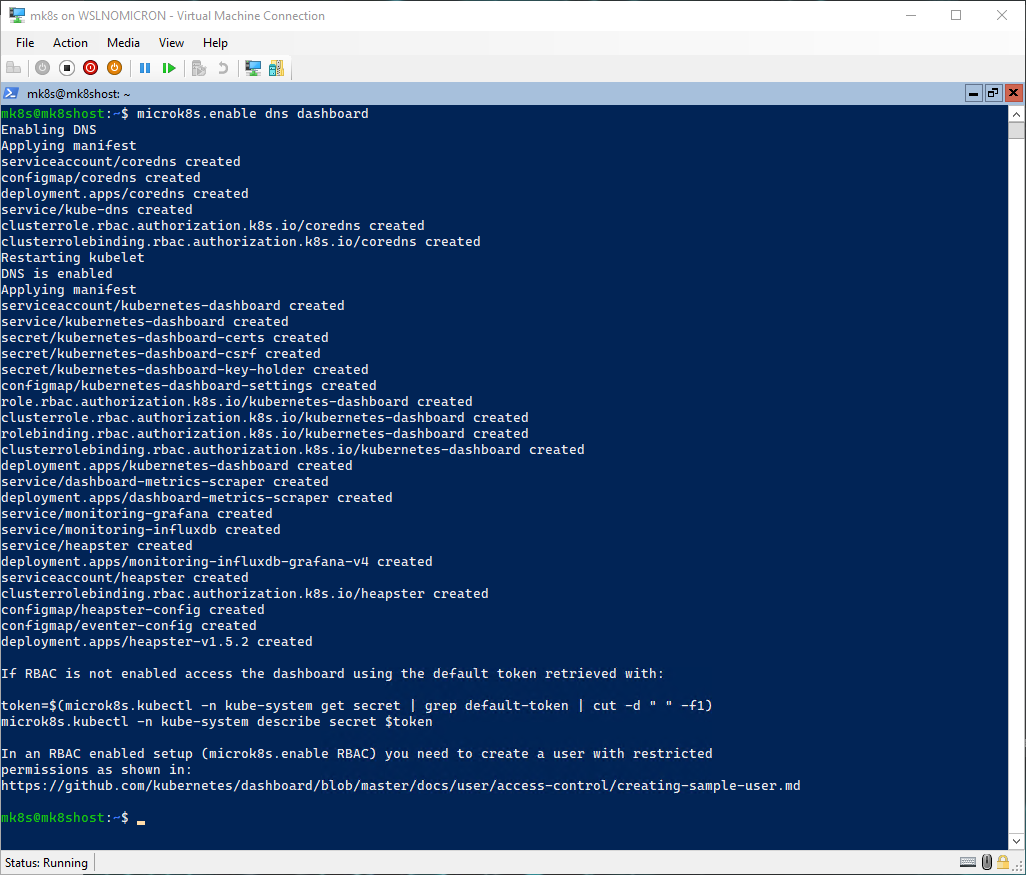 mk8s on WSLNOMICRON - Virtual Machine Connection
File Action Media View Help
mk8s@mk8shost: ~
mk8s@mk8shost:~$ microk8s.enable dns dashboard
Enabling DNS
Applying manifest
serviceaccount/coredns created
configmap/coredns created
deployment.apps/coredns created
service/kube-dns created
clusterrole.rbac.authorization.k8s.io/coredns created
clusterrolebinding.rbac.authorization.k8s.io/coredns created
Restarting kubelet
DNS is enabled
Applying manifest
serviceaccount/kubernetes-dashboard created
service/kubernetes-dashboard created
secret/kubernetes-dashboard-certs created
secret/kubernetes-dashboard-csrf created
secret/kubernetes-dashboard-key-holder created
configmap/kubernetes-dashboard-settings created
role.rbac.authorization.k8s.io/kubernetes-dashboard created
clusterrole.rbac.authorization.k8s.io/kubernetes-dashboard created
rolebinding.rbac.authorization.k8s.io/kubernetes-dashboard created
clusterrolebinding.rbac.authorization.k8s.io/kubernetes-dashboard created
deployment.apps/kubernetes-dashboard created
service/dashboard-metrics-scraper created
deployment.apps/dashboard-metrics-scraper created
service/monitoring-grafana created
service/monitoring-influxdb created
service/heapster created
deployment.apps/monitoring-influxdb-grafana-v4 created
serviceaccount/heapster created
clusterrolebinding.rbac.authorization.k8s.io/heapster created
configmap/heapster-config created
configmap/eventer-config created
deployment.apps/heapster-v1.5.2 created
If RBAC is not enabled access the dashboard using the default token retrieved with:
token=$(microk8s.kubectl -n kube-system get secret | grep default-token | cut -d " " -f1)
microk8s.kubectl -n kube-system describe secret $token
In an RBAC enabled setup (microk8s.enable RBAC) you need to create a user with restricted
permissions as shown in:
https://github.com/kubernetes/dashboard/blob/master/docs/user/access-control/creating-sample-user.md
mk8s@mk8shost:~$
Status: Running